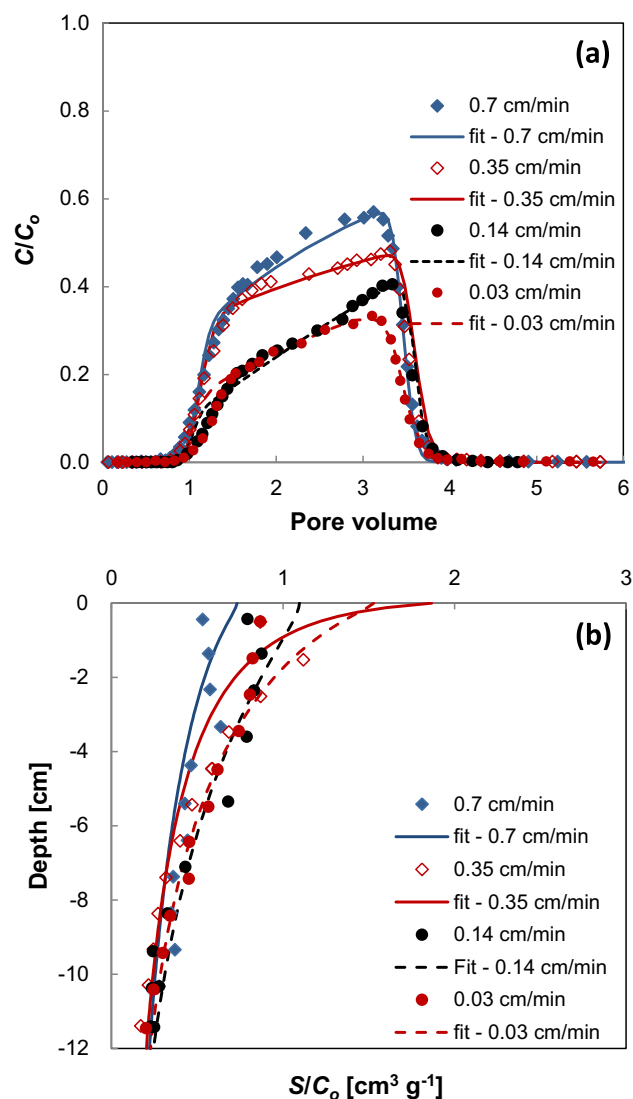 (a)
1.0
0.8
0.6
0.4
0.2
0.0
C/Co
0.7 cm/min
fit - 0.7 cm/min
0.35 cm/min
fit - 0.35 cm/min
0.14 cm/min
fit - 0.14 cm/min
0.03 cm/min
fit - 0.03 cm/min
0 1 2 3 4 5 6
Pore volume
0 1 2 3
(b)
0
-2
-4
-6
-8
-10
-12
Depth [cm]
0.7 cm/min
fit - 0.7 cm/min
0.35 cm/min
fit - 0.35 cm/min
0.14 cm/min
Fit - 0.14 cm/min
0.03 cm/min
fit - 0.03 cm/min
S/Co [cm³ g⁻¹]